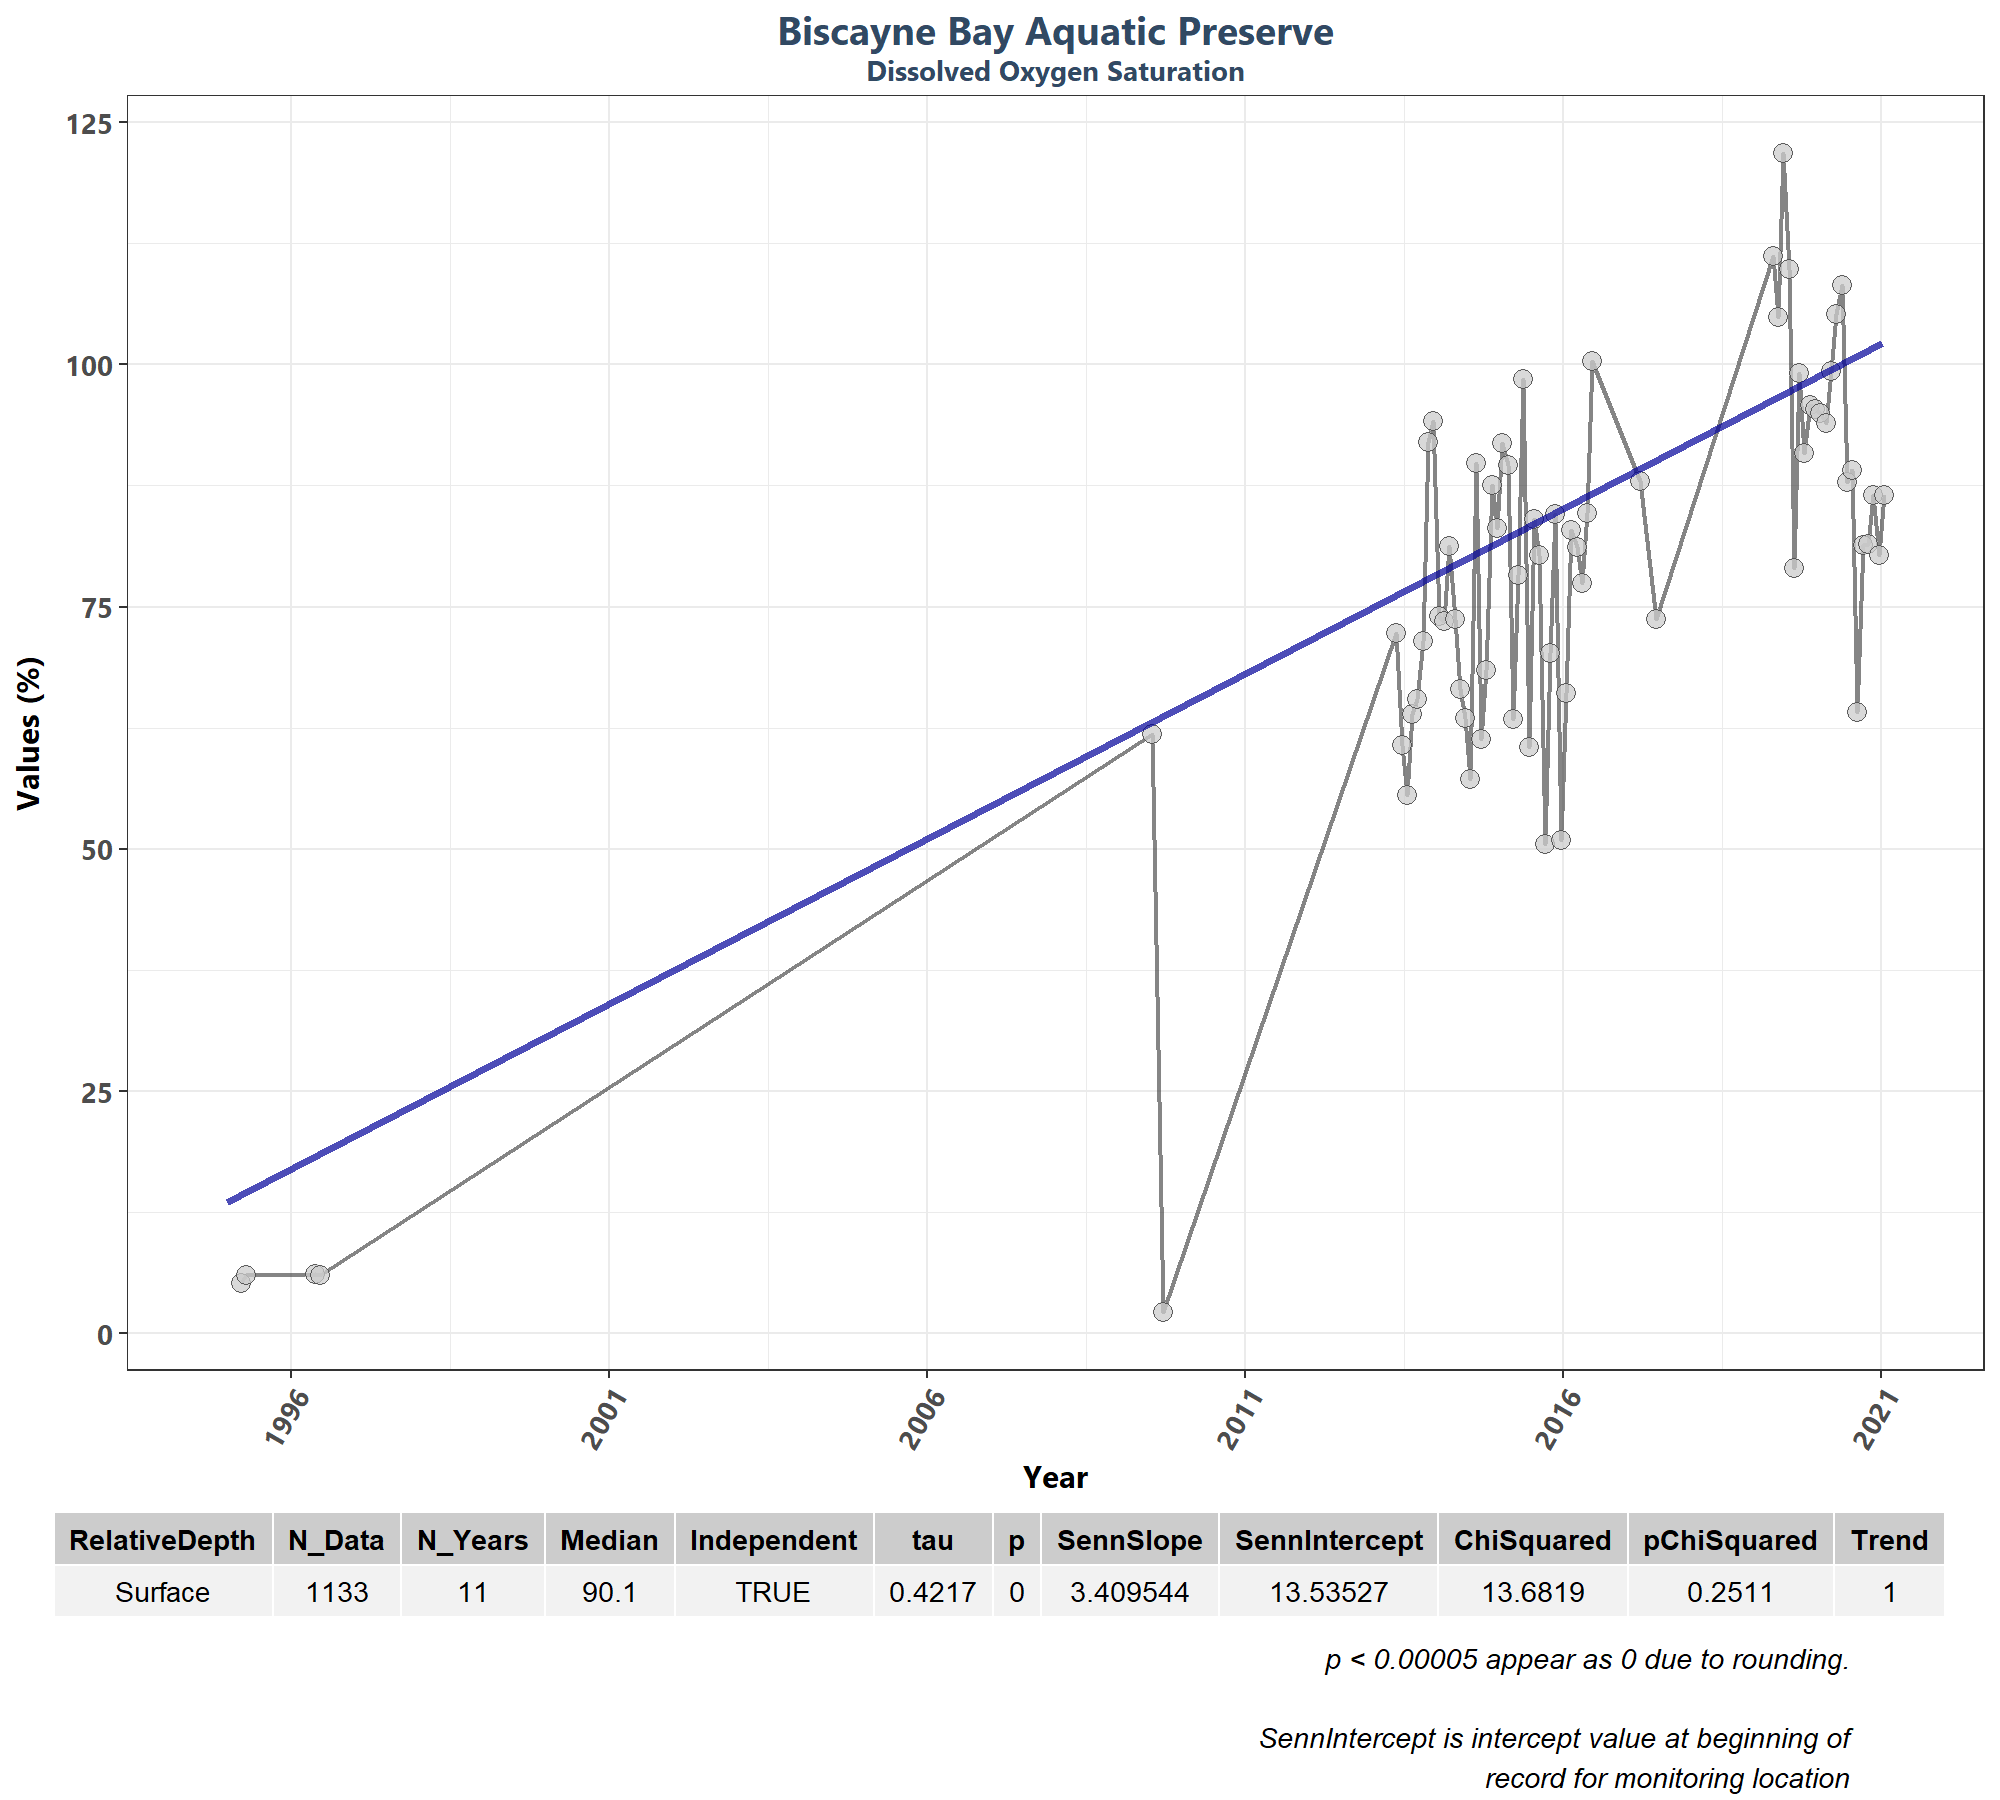 Biscayne Bay Aquatic Preserve
Dissolved Oxygen Saturation
125
100
75
50
25
0
Values (%)
1996 2001 2006 2011 2016 2021
Year
RelativeDepth N_Data N_Years Median Independent tau p SennSlope SennIntercept ChiSquared pChiSquared Trend
Surface 1133 11 90.1 TRUE 0.4217 0 3.409544 13.53527 13.6819 0.2511 1
p < 0.00005 appear as 0 due to rounding.
SennIntercept is intercept value at beginning of
record for monitoring location